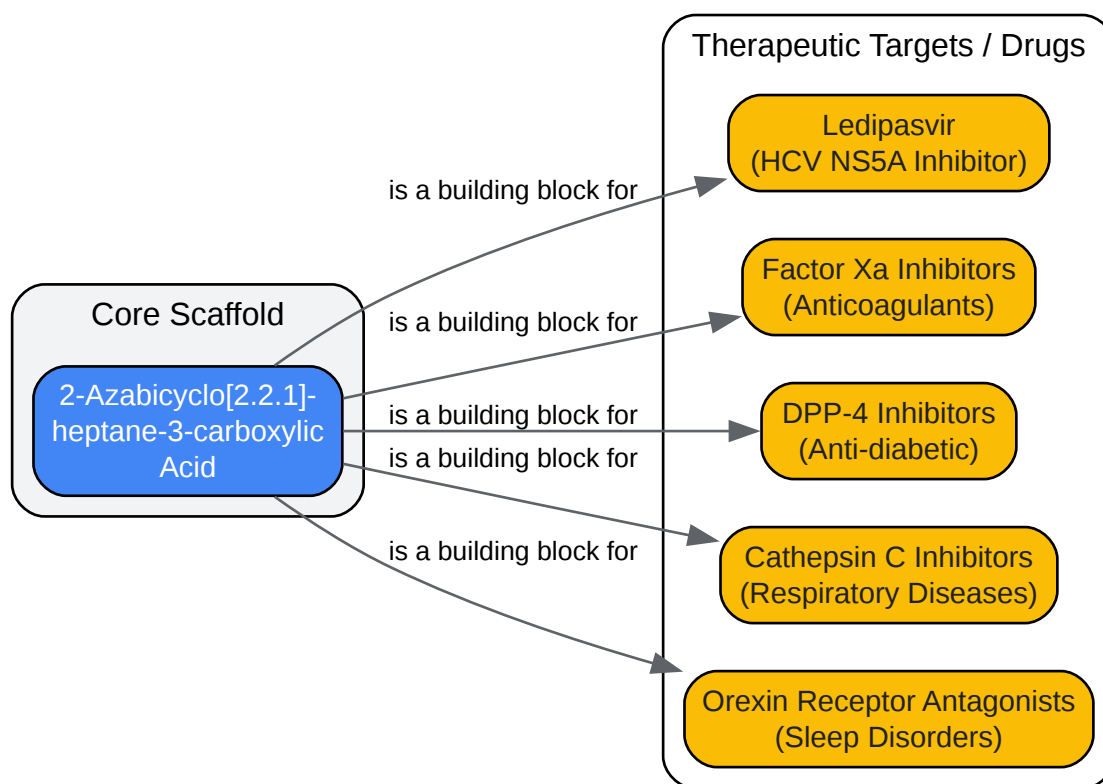 Therapeutic Targets / Drugs
Ledipasvir
(HCV NS5A Inhibitor)
is a building block for
Factor Xa Inhibitors
(Anticoagulants)
Core Scaffold
is a building block for
2-Azabicyclo[2.2.1]-
heptane-3-carboxylic
Acid
is a building block for
DPP-4 Inhibitors
(Anti-diabetic)
is a building block for
Cathepsin C Inhibitors
(Respiratory Diseases)
is a building block for
Orexin Receptor Antagonists
(Sleep Disorders)